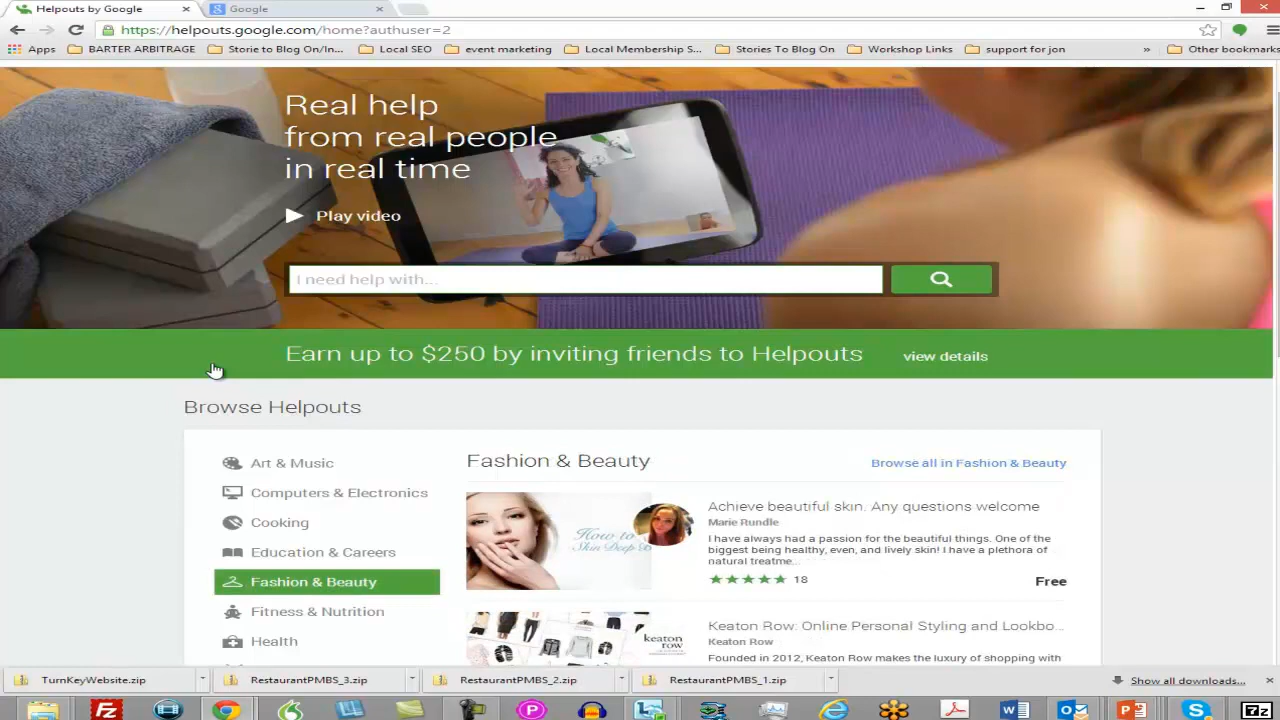 Helpouts by Google
Google
https://helpouts.google.com/home?authuser=2
Apps
BARTER ARBITRAGE
Storie to Blog On/In...
Local SEO
event marketing
Local Membership S...
Stories To Blog On
Workshop Links
support for jon
»
Other bookmarks
Real help
from real people
in real time
Play video
I need help with...
Earn up to $250 by inviting friends to Helpouts
view details
Browse Helpouts
Art & Music
Computers & Electronics
Cooking
Education & Careers
Fashion & Beauty
Fitness & Nutrition
Health
Fashion & Beauty
Browse all in Fashion & Beauty
How to
Achieve beautiful skin. Any questions welcome
Marie Rundle
I have always had a passion for the beautiful things. One of the
biggest being healthy, even, and lively skin! I have a plethora of
natural treatme...
18
Free
keaton
row
Keaton Row: Online Personal Styling and Lookbo...
Keaton Row
Founded in 2012, Keaton Row makes the luxury of shopping with
TurnKeyWebsite.zip
RestaurantPMBS_3.zip
RestaurantPMBS_2.zip
RestaurantPMBS_1.zip
Show all downloads...